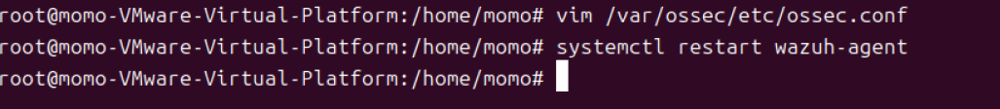 root@momo-VMware-Virtual-Platform:/home/momo# vim /var/ossec/etc/ossec.conf
root@momo-VMware-Virtual-Platform:/home/momo# systemctl restart wazuh-agent
root@momo-VMware-Virtual-Platform:/home/momo#